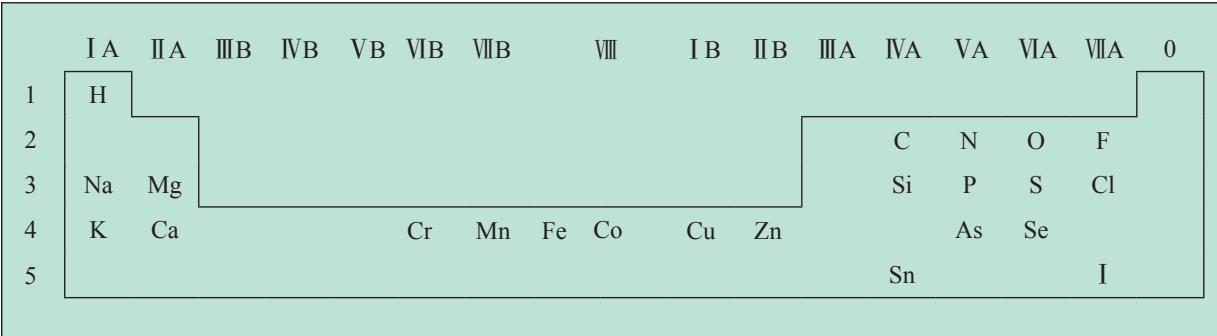 ⅠA ⅡA ⅢB ⅣB ⅤB ⅥB ⅦB Ⅷ ⅠB ⅡB ⅢA ⅣA ⅤA ⅥA ⅦA 0
1 H
2 C N O F
3 Na Mg Si P S Cl
4 K Ca Cr Mn Fe Co Cu Zn As Se
5 Sn I